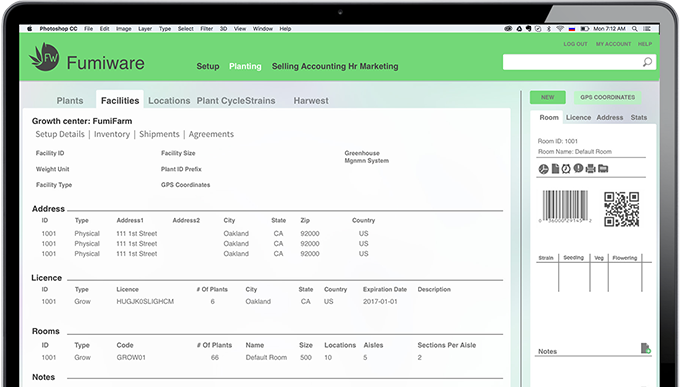 Photoshop CC File Edit Image Layer Type Select Filter 3D View Window Help Mon 7:12 AM
LOG OUT MY ACCOUNT HELP
FW Fumiware
Setup Planting Selling Accounting Hr Marketing
Plants Facilities Locations Plant CycleStrains Harwest
Growth center: FumiFarm
Setup Details | Inventory | Shipments | Agreements
Facility ID Facility Size Greenhouse
Mgnmn System
Weight Unit Plant ID Prefix
Facility Type GPS Coordinates
Address
ID Type Address1 Address2 City State Zip Country
1001 Physical 111 1st Street Oakland CA 92000 US
1001 Physical 111 1st Street Oakland CA 92000 US
1001 Physical 111 1st Street Oakland CA 92000 US
Licence
ID Type Licence # Of Plants City State Country Expiration Date Description
1001 Grow HUGJK0SLIGHCM 6 Oakland CA US 2017-01-01
Rooms
ID Type Code # Of Plants Name Size Locations Aisles Sections Per Aisle
1001 Grow GROW01 66 Default Room 500 10 5 2
Notes
NEW GPS COORDINATES
Room Licence Address Stats
Room ID: 1001
Room Name: Default Room
0 36000 29145 2
Strain Seeding Veg Flowering
Notes